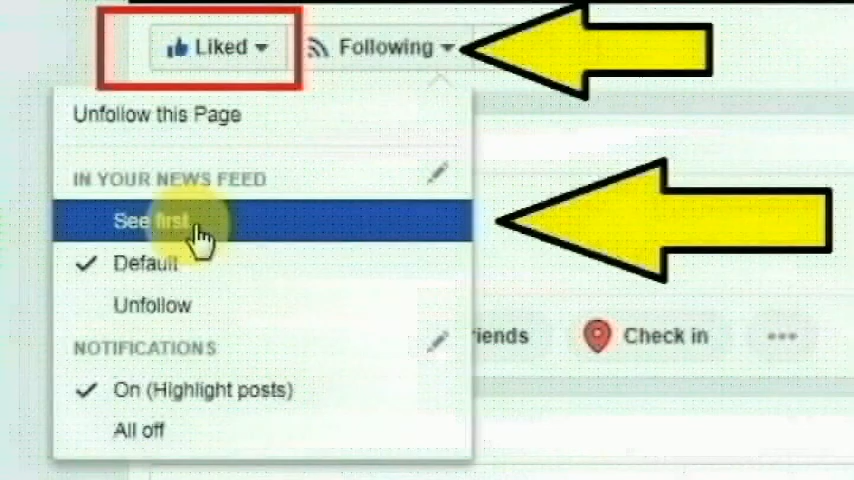 Liked Following
Unfollow this Page
IN YOUR NEWS FEED
See first
Default
Unfollow
riends Check in
NOTIFICATIONS
On (Highlight posts)
All off